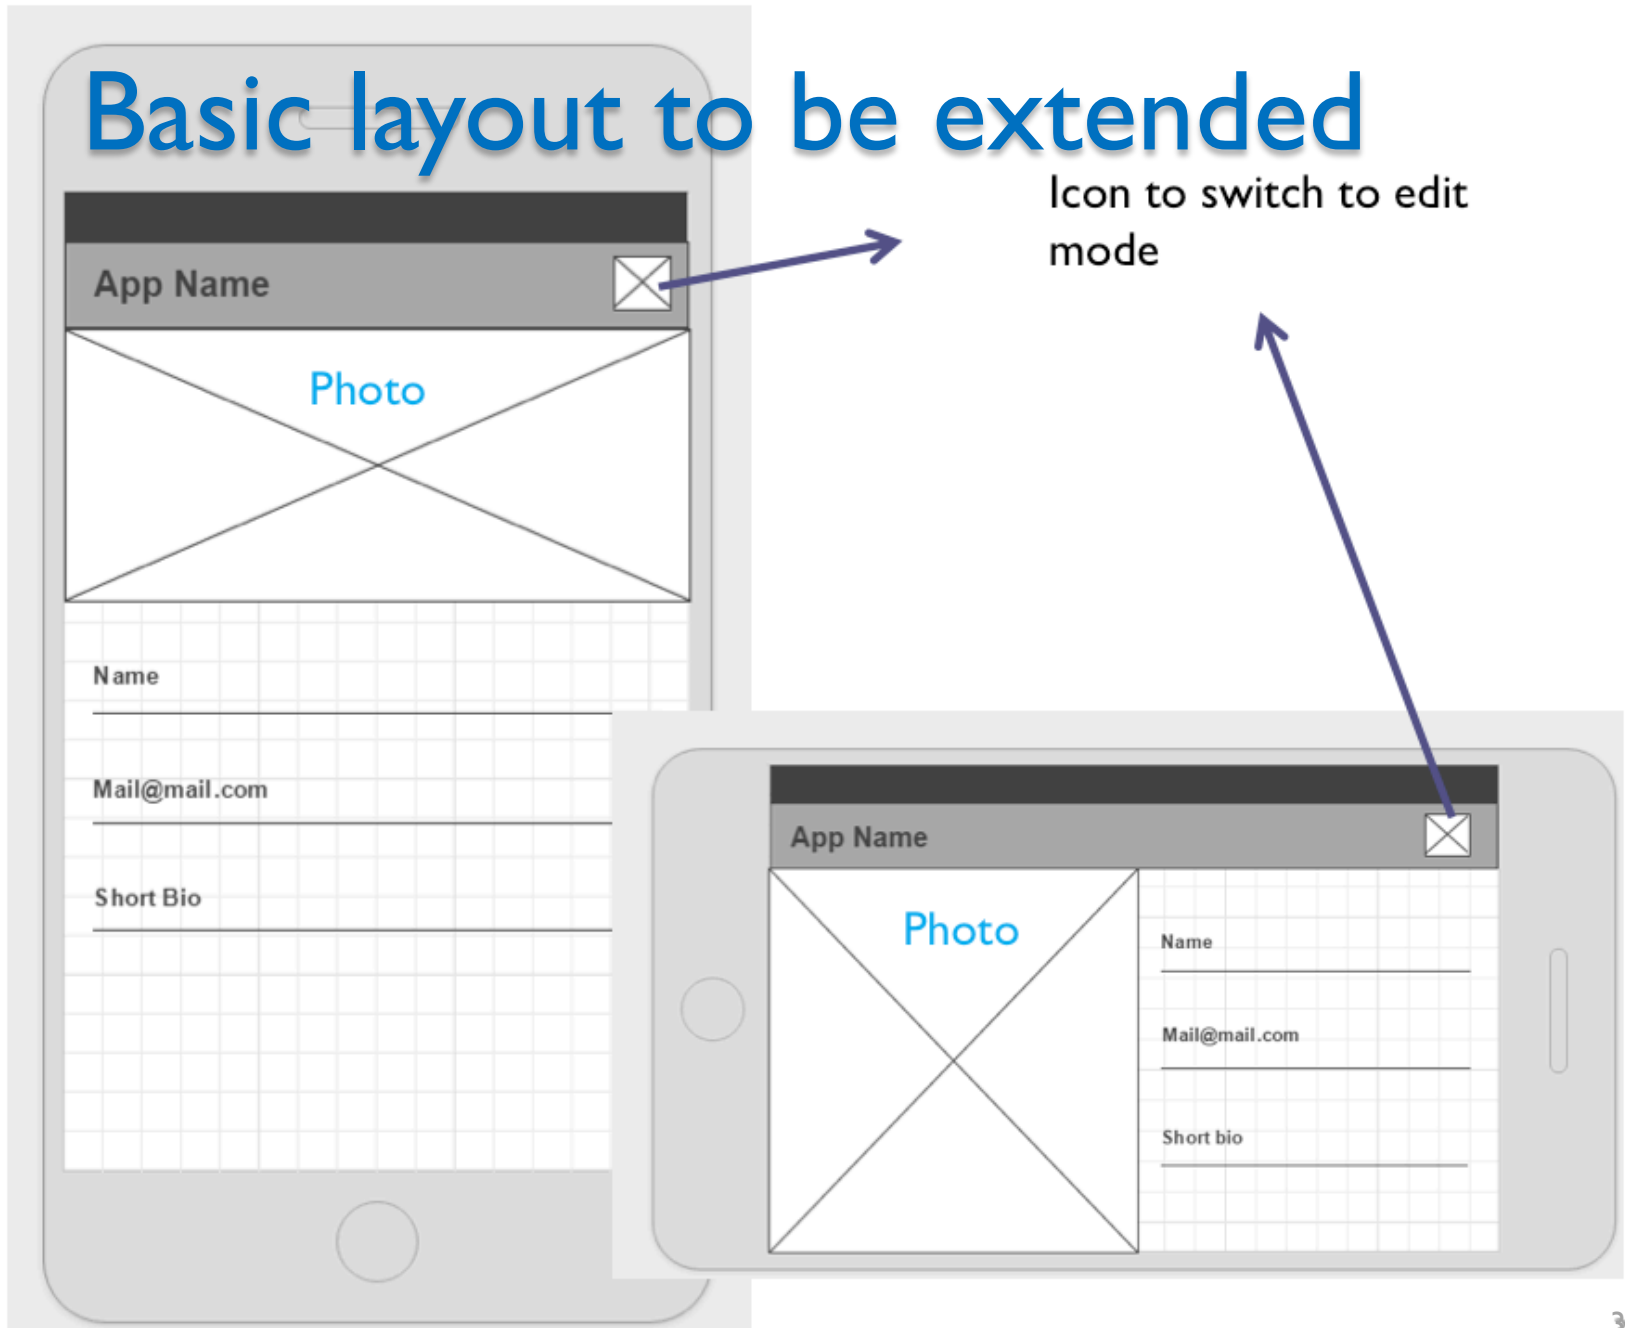 Basic layout to be extended
Icon to switch to edit
mode
App Name
Photo
Name
Mail@mail.com
Short Bio
App Name
Photo
Name
Mail@mail.com
Short bio
3